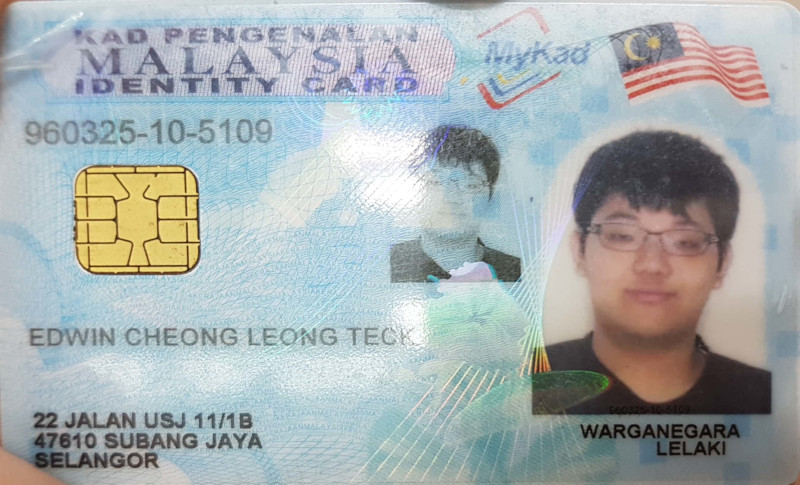 KAD PENGENALAN
MALAYSIA
IDENTITY CARD
MyKad
960325-10-5109
EDWIN CHEONG LEONG TECK
22 JALAN USJ 11/1B
47610 SUBANG JAYA
SELANGOR
960325-10-5109
WARGANEGARA
LELAKI